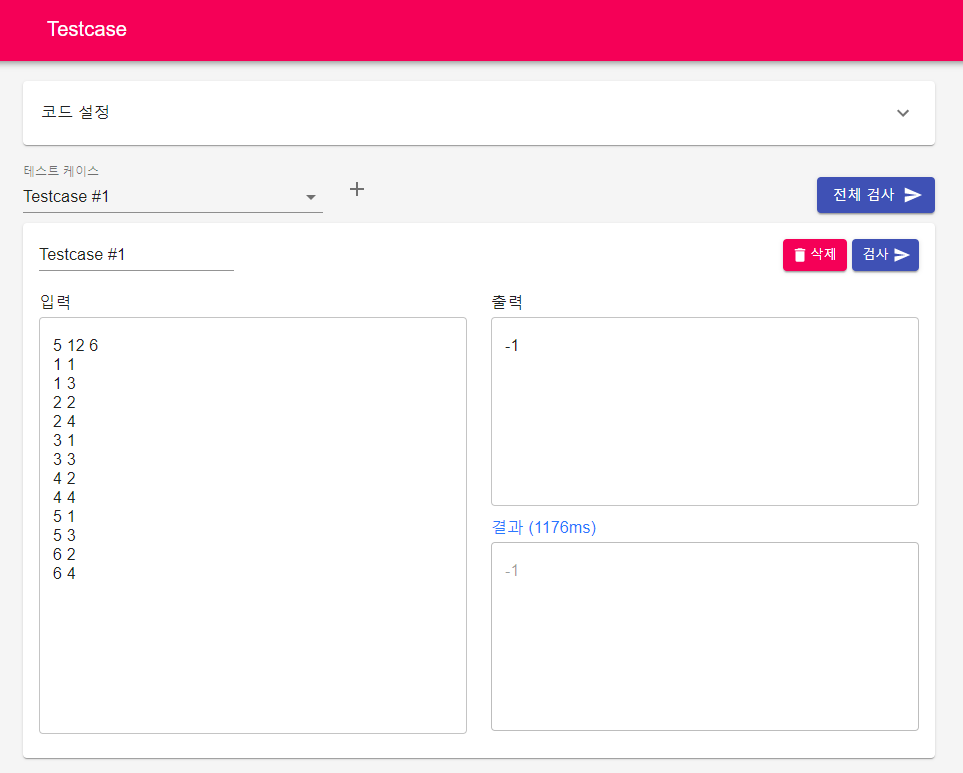 Testcase
코드 설정
테스트 케이스
Testcase #1
전체 검사
Testcase #1
삭제
검사
입력
5 12 6
1 1
1 3
2 2
2 4
3 1
3 3
4 2
4 4
5 1
5 3
6 2
6 4
출력
-1
결과 (1176ms)
-1